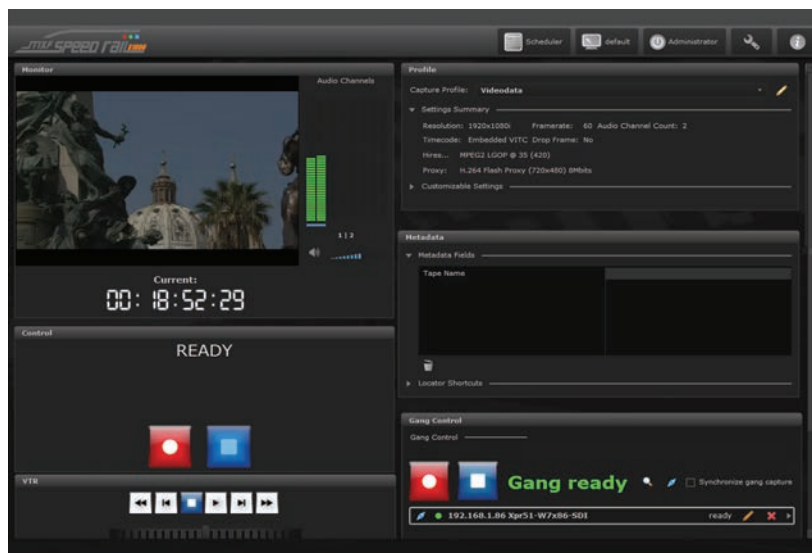 mxf SPEED rail
Scheduler default Administrator
Monitor
Audio Channels
1 | 2
Current:
00:18:52:29
Control
READY
VTR
Profile
Capture Profile: Videodata
Settings Summary
Resolution: 1920x1080i Framerate: 60 Audio Channel Count: 2
Timecode: Embedded VITC Drop Frame: No
Hires... MPEG2 LGOP @ 35 (420)
Proxy: H.264 Flash Proxy (720x480) 8Mbits
Customizable Settings
Metadata
Metadata Fields
Tape Name
Locator Shortcuts
Gang Control
Gang Control
Gang ready
Synchronize gang capture
192.168.1.86 Xpr51-W7x86-SDI ready